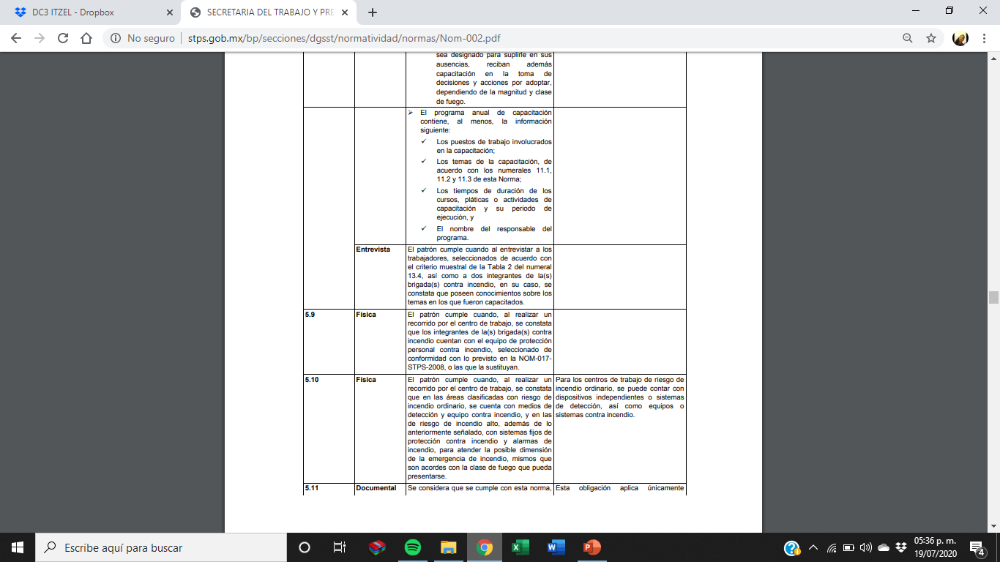 DC3 ITZEL - Dropbox
SECRETARIA DEL TRABAJO Y PRE
No seguro
stps.gob.mx/bp/secciones/dgsst/normatividad/normas/Nom-002.pdf
sea designado para suplirle en sus
ausencias, reciban además
capacitación en la toma de
decisiones y acciones por adoptar,
dependiendo de la magnitud y clase
de fuego.
El programa anual de capacitación
contiene, al menos, la información
siguiente:
Los puestos de trabajo involucrados
en la capacitación;
Los temas de la capacitación, de
acuerdo con los numerales 11.1,
11.2 y 11.3 de esta Norma;
Los tiempos de duración de los
cursos, pláticas o actividades de
capacitación y su periodo de
ejecución, y
El nombre del responsable del
programa.
Entrevista
El patrón cumple cuando al entrevistar a los
trabajadores, seleccionados de acuerdo con
el criterio muestral de la Tabla 2 del numeral
13.4, así como a dos integrantes de la(s)
brigada(s) contra incendio, en su caso, se
constata que poseen conocimientos sobre los
temas en los que fueron capacitados.
5.9
Física
El patrón cumple cuando, al realizar un
recorrido por el centro de trabajo, se constata
que los integrantes de la(s) brigada(s) contra
incendio cuentan con el equipo de protección
personal contra incendio, seleccionado de
conformidad con lo previsto en la NOM-017-
STPS-2008, o las que la sustituyan.
5.10
Física
El patrón cumple cuando, al realizar un
recorrido por el centro de trabajo, se constata
que en las áreas clasificadas con riesgo de
incendio ordinario, se cuenta con medios de
detección y equipo contra incendio, y en las
de riesgo de incendio alto, además de lo
anteriormente señalado, con sistemas fijos de
protección contra incendio y alarmas de
incendio, para atender la posible dimensión
de la emergencia de incendio, mismos que
son acordes con la clase de fuego que pueda
presentarse.
Para los centros de trabajo de riesgo de
incendio ordinario, se puede contar con
dispositivos independientes o sistemas
de detección, así como equipos o
sistemas contra incendio.
5.11
Documental
Se considera que se cumple con esta norma,
Esta obligación aplica únicamente
Escribe aquí para buscar
05:36 p. m.
19/07/2020
4